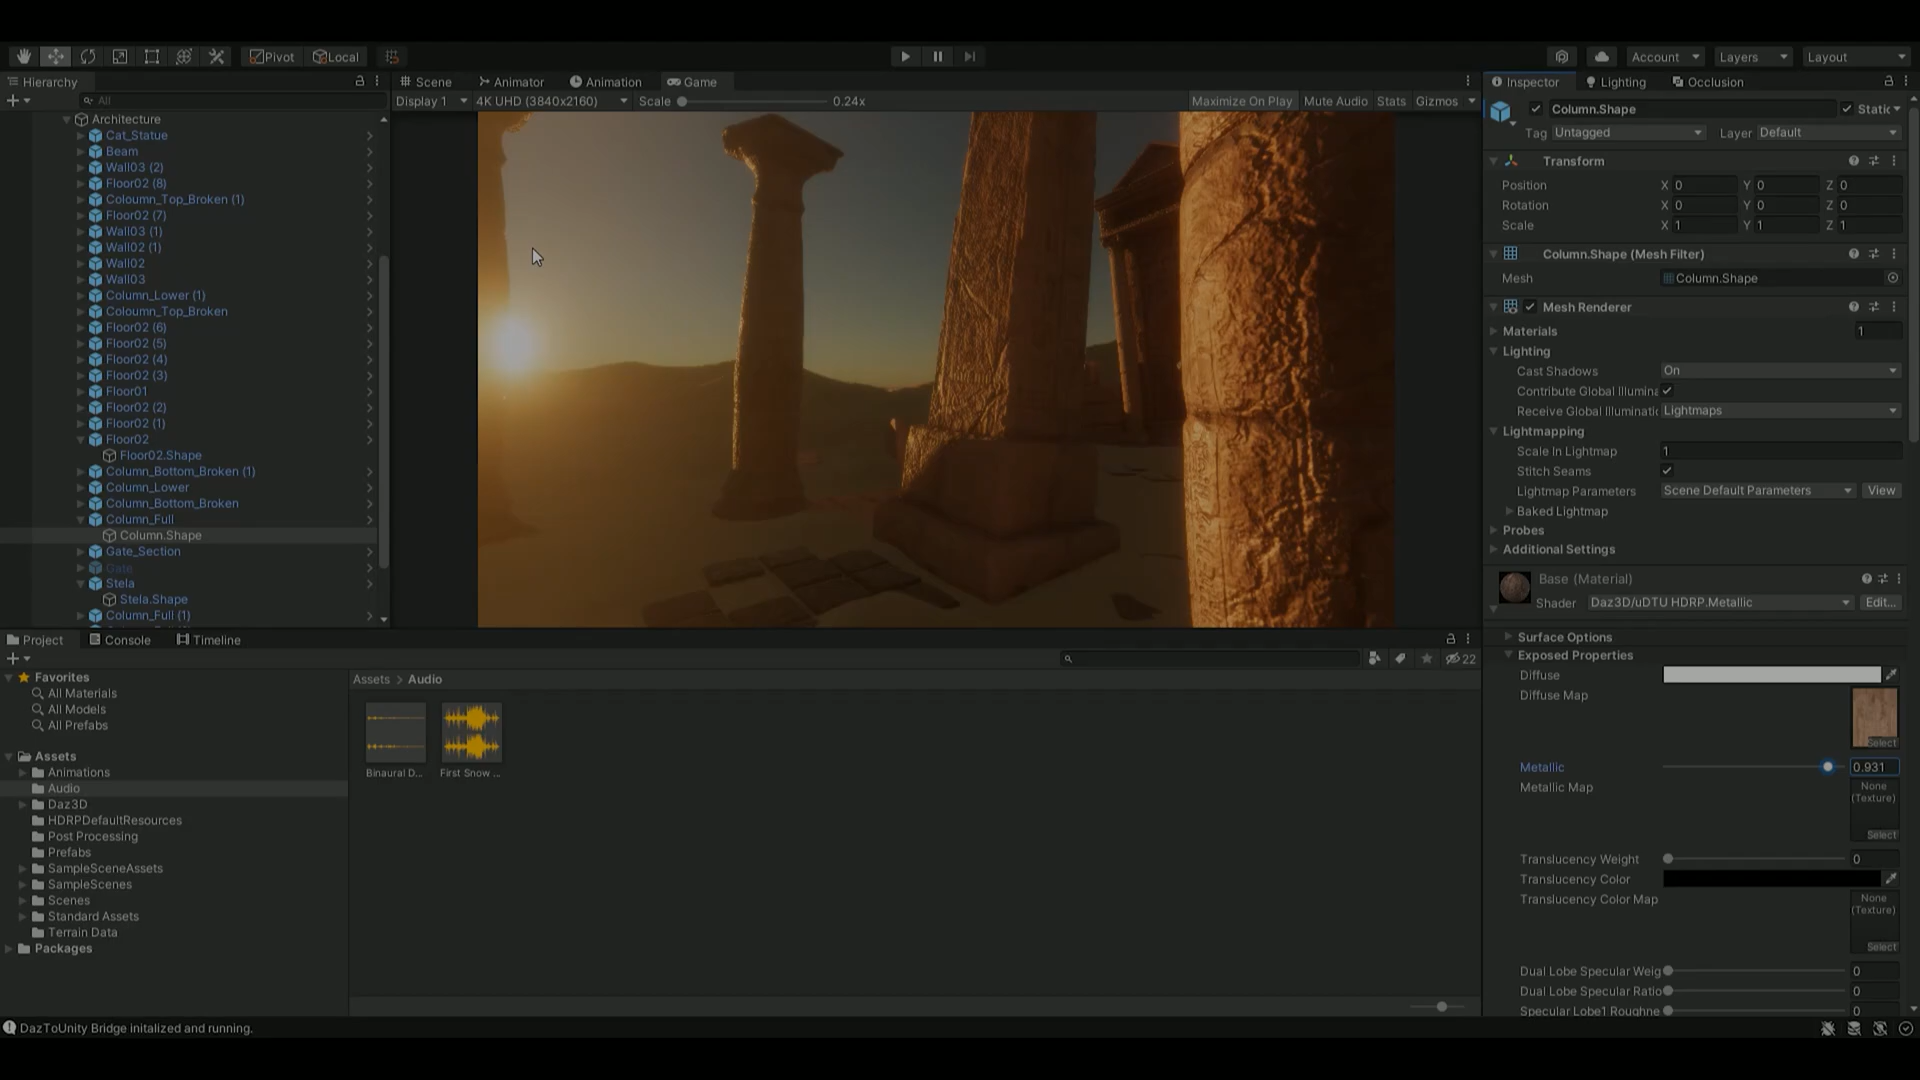 Pivot
Local
Account
Layers
Layout
Hierarchy
All
Architecture
Cat_Statue
Beam
Wall03 (2)
Floor02 (8)
Coloumn_Top_Broken (1)
Floor02 (7)
Wall03 (1)
Wall02 (1)
Wall02
Wall03
Column_Lower (1)
Coloumn_Top_Broken
Floor02 (6)
Floor02 (5)
Floor02 (4)
Floor02 (3)
Floor01
Floor02 (2)
Floor02 (1)
Floor02
Floor02.Shape
Column_Bottom_Broken (1)
Column_Lower
Column_Bottom_Broken
Column_Full
Column.Shape
Gate_Section
Gate
Stela
Stela.Shape
Column_Full (1)
Scene
Animator
Animation
Game
Display 1
4K UHD (3840x2160)
Scale
0.24x
Maximize On Play
Mute Audio
Stats
Gizmos
Inspector
Lighting
Occlusion
Column.Shape
Static
Tag Untagged
Layer Default
Transform
Position X 0 Y 0 Z 0
Rotation X 0 Y 0 Z 0
Scale X 1 Y 1 Z 1
Column.Shape (Mesh Filter)
Mesh Column.Shape
Mesh Renderer
Materials 1
Lighting
Cast Shadows On
Contribute Global Illumina
Receive Global Illuminati Lightmaps
Lightmapping
Scale In Lightmap 1
Stitch Seams
Lightmap Parameters Scene Default Parameters View
Baked Lightmap
Probes
Additional Settings
Base (Material)
Shader Daz3D/uDTU HDRP.Metallic Edit...
Surface Options
Exposed Properties
Diffuse
Diffuse Map
Select
Metallic 0.931
Metallic Map
None
(Texture)
Select
Translucency Weight 0
Translucency Color
Translucency Color Map
None
(Texture)
Select
Dual Lobe Specular Weig 0
Dual Lobe Specular Ratio 0
Specular Lobe1 Roughne 0
Project
Console
Timeline
22
Favorites
All Materials
All Models
All Prefabs
Assets
Animations
Audio
Daz3D
HDRPDefaultResources
Post Processing
Prefabs
SampleSceneAssets
SampleScenes
Scenes
Standard Assets
Terrain Data
Packages
Assets > Audio
Binaural D...
First Snow ...
DazToUnity Bridge initalized and running.